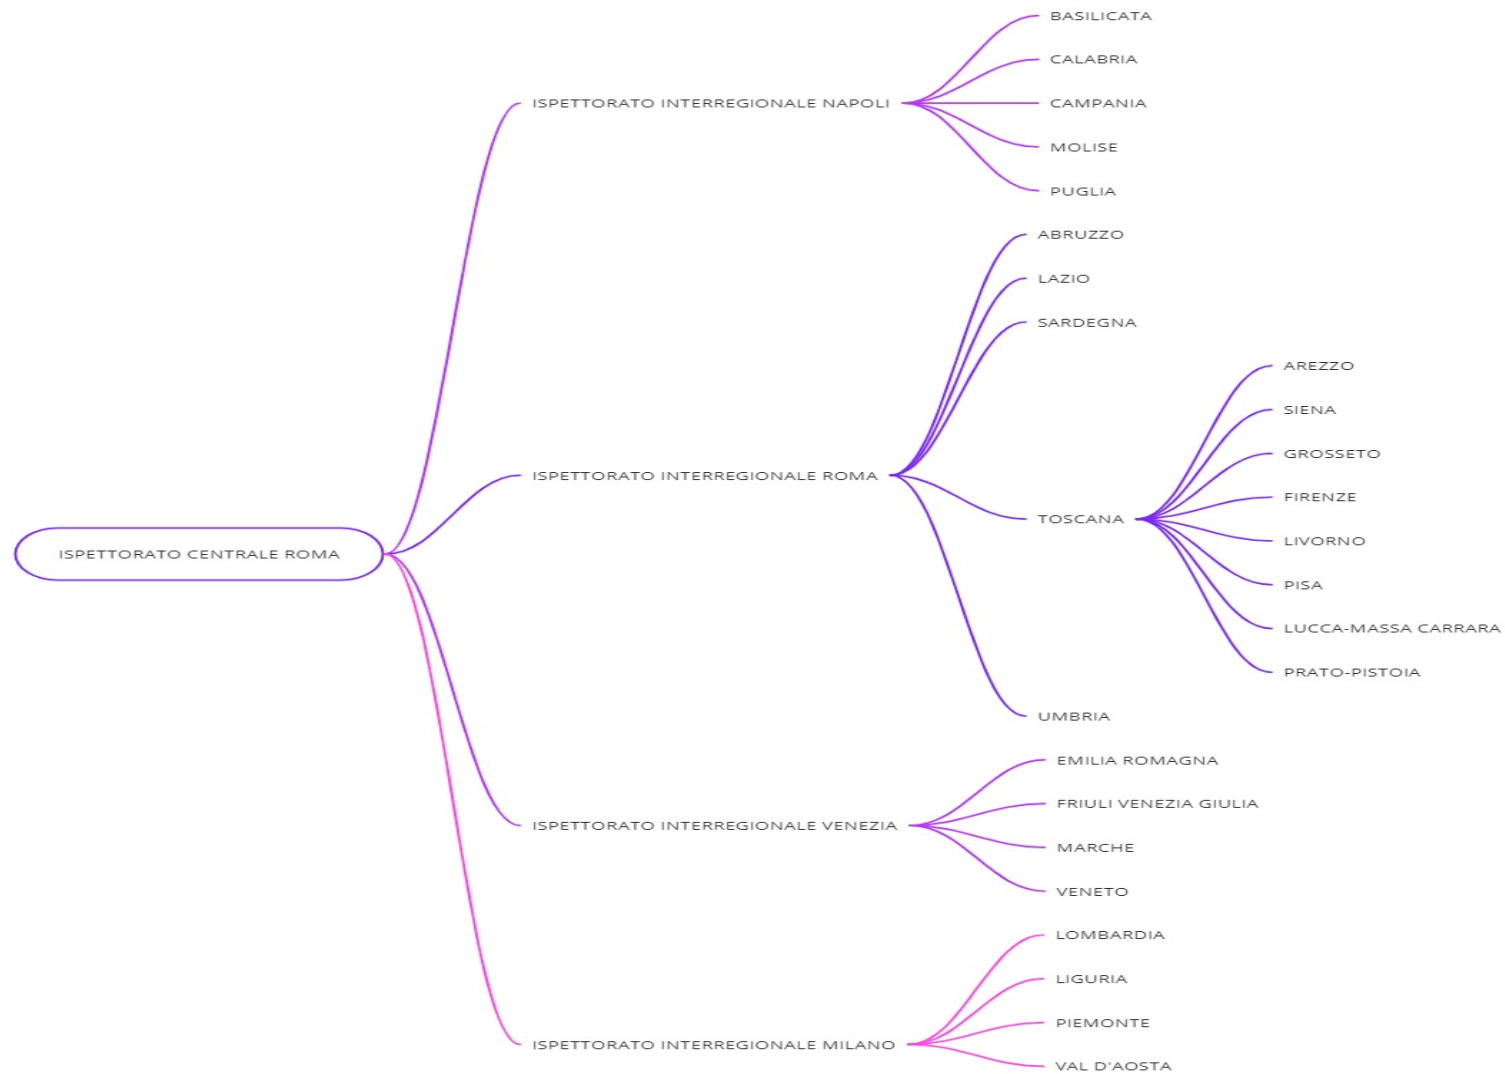 ISPETTORATO CENTRALE ROMA
ISPETTORATO INTERREGIONALE NAPOLI
BASILICATA
CALABRIA
CAMPANIA
MOLISE
PUGLIA
ISPETTORATO INTERREGIONALE ROMA
ABRUZZO
LAZIO
SARDEGNA
TOSCANA
AREZZO
SIENA
GROSSETO
FIRENZE
LIVORNO
PISA
LUCCA-MASSA CARRARA
PRATO-PISTOIA
UMBRIA
ISPETTORATO INTERREGIONALE VENEZIA
EMILIA ROMAGNA
FRIULI VENEZIA GIULIA
MARCHE
VENETO
ISPETTORATO INTERREGIONALE MILANO
LOMBARDIA
LIGURIA
PIEMONTE
VAL D'AOSTA